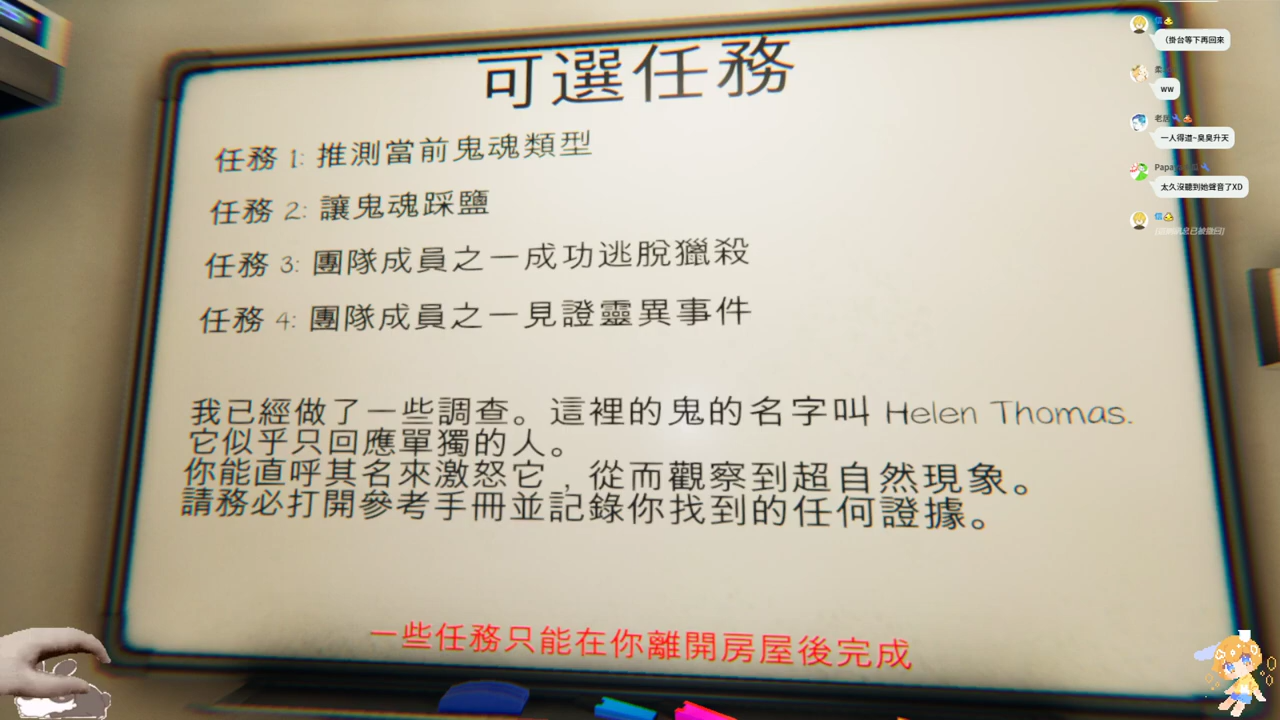 可選任務
任務 1: 推測當前鬼魂類型
任務 2: 讓鬼魂踩鹽
任務 3: 團隊成員之一成功逃脫獵殺
任務 4: 團隊成員之一見證靈異事件
我已經做了一些調查。這裡的鬼的名字叫 Helen Thomas.
它似乎只回應單獨的人。
你能直呼其名來激怒它，從而觀察到超自然現象。
請務必打開參考手冊並記錄你找到的任何證據。
一些任務只能在你離開房屋後完成
（掛台等下再回來
柔
ww
一人得道~臭臭升天
太久沒聽到她聲音了XD